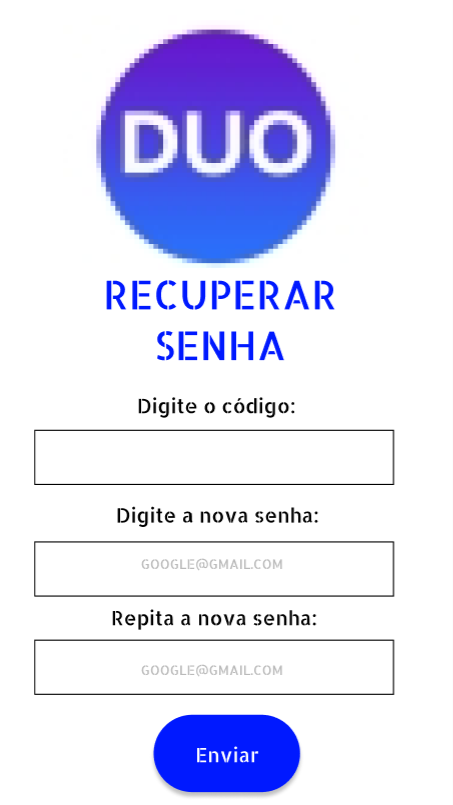 DUO
RECUPERAR
SENHA
Digite o código:
Digite a nova senha:
GOOGLE@GMAIL.COM
Repita a nova senha:
GOOGLE@GMAIL.COM
Enviar